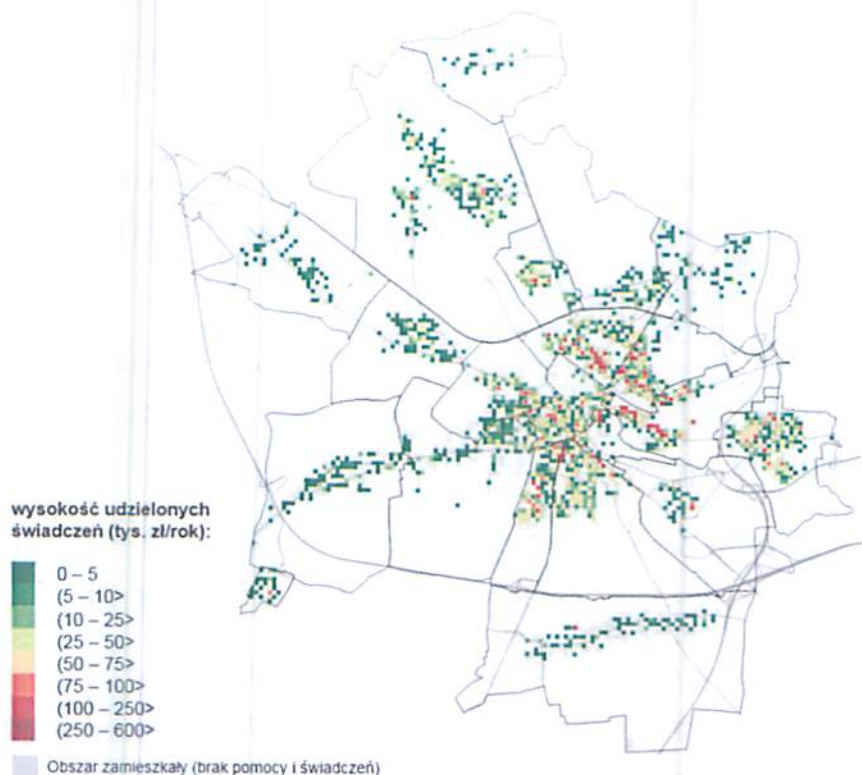 wysokość udzielonych
świadczeń (tys. zł/rok):
0 – 5
(5 – 10>
(10 – 25>
(25 – 50>
(50 – 75>
(75 – 100>
(100 – 250>
(250 – 600>
Obszar zamieszkały (brak pomocy i świadczeń)